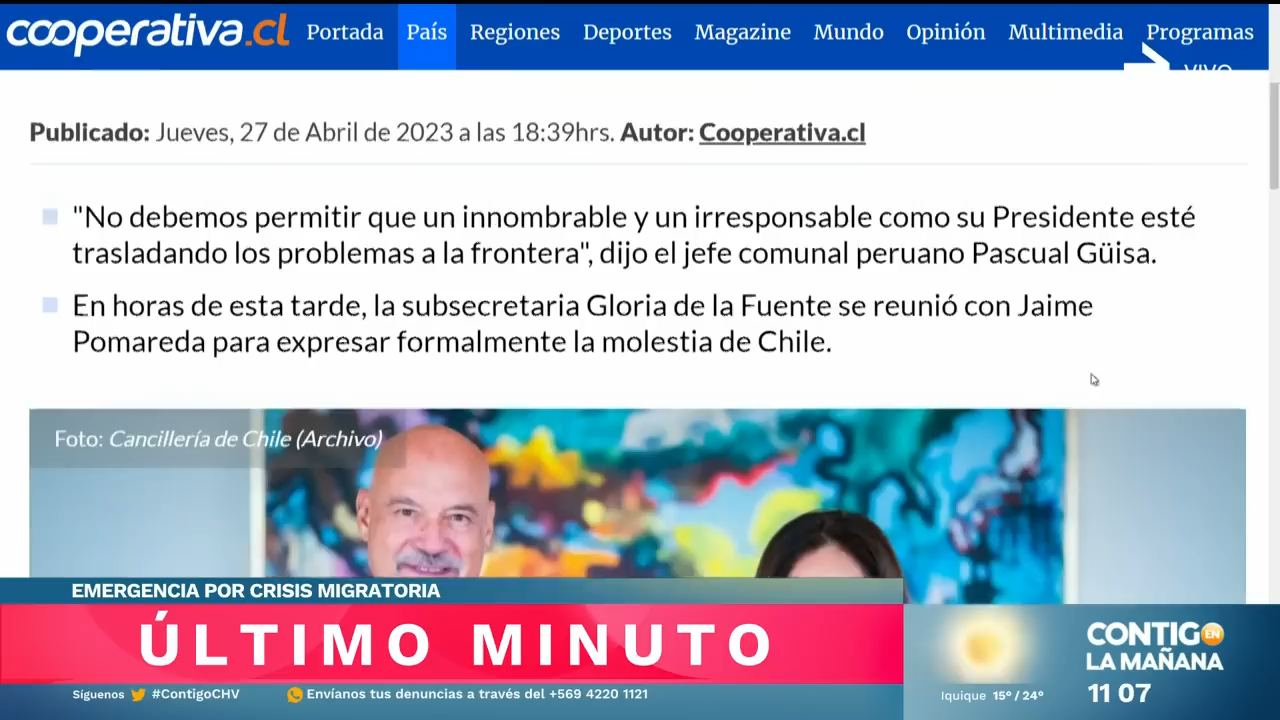 cooperativa.cl Portada País Regiones Deportes Magazine Mundo Opinión Multimedia Programas
VIVO
Publicado: Jueves, 27 de Abril de 2023 a las 18:39hrs. Autor: Cooperativa.cl
"No debemos permitir que un innombrable y un irresponsable como su Presidente esté
trasladando los problemas a la frontera", dijo el jefe comunal peruano Pascual Güisa.
En horas de esta tarde, la subsecretaria Gloria de la Fuente se reunió con Jaime
Pomareda para expresar formalmente la molestia de Chile.
Foto: Cancillería de Chile (Archivo)
EMERGENCIA POR CRISIS MIGRATORIA
ÚLTIMO MINUTO
Síguenos #ContigoCHV Envíanos tus denuncias a través del +569 4220 1121
Iquique 15° / 24°
CONTIGO EN
LA MAÑANA
11 07